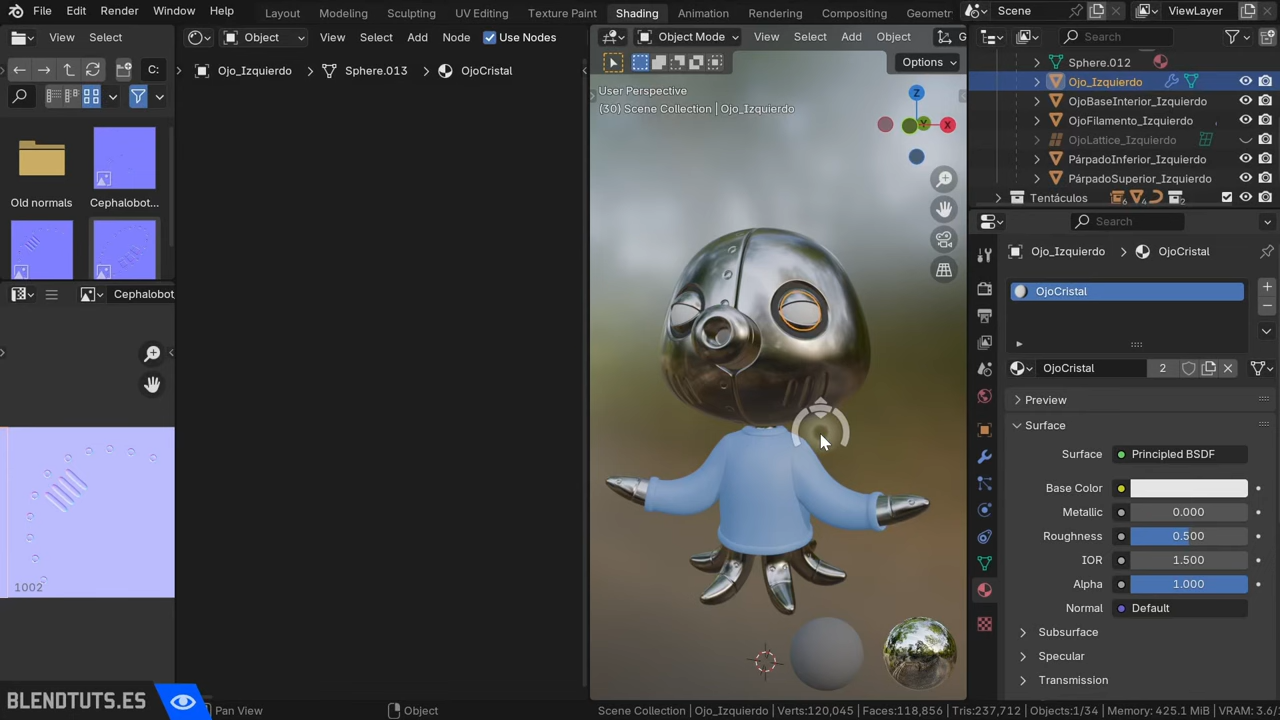 File Edit Render Window Help Layout Modeling Sculpting UV Editing Texture Paint Shading Animation Rendering Compositing Geometr Scene ViewLayer
View Select Object View Select Add Node Use Nodes Object Mode View Select Add Object G Search
C: Ojo_Izquierdo Sphere.013 OjoCristal Options
User Perspective
(30) Scene Collection | Ojo_Izquierdo
Z
Y
X
Old normals
Cephalobot...
Cephalobot
1002
Sphere.012
Ojo_Izquierdo
OjoBaseInterior_Izquierdo
OjoFilamento_Izquierdo
OjoLattice_Izquierdo
PárpadoInferior_Izquierdo
PárpadoSuperior_Izquierdo
Tentáculos 6 4 2
Search
Ojo_Izquierdo OjoCristal
OjoCristal
OjoCristal 2
Preview
Surface
Surface Principled BSDF
Base Color
Metallic 0.000
Roughness 0.500
IOR 1.500
Alpha 1.000
Normal Default
Subsurface
Specular
Transmission
BLENDTUTS.ES
Pan View Object Scene Collection | Ojo_Izquierdo | Verts:120,045 | Faces:118,856 | Tris:237,712 | Objects:1/34 | Memory: 425.1 MiB | VRAM: 3.6/